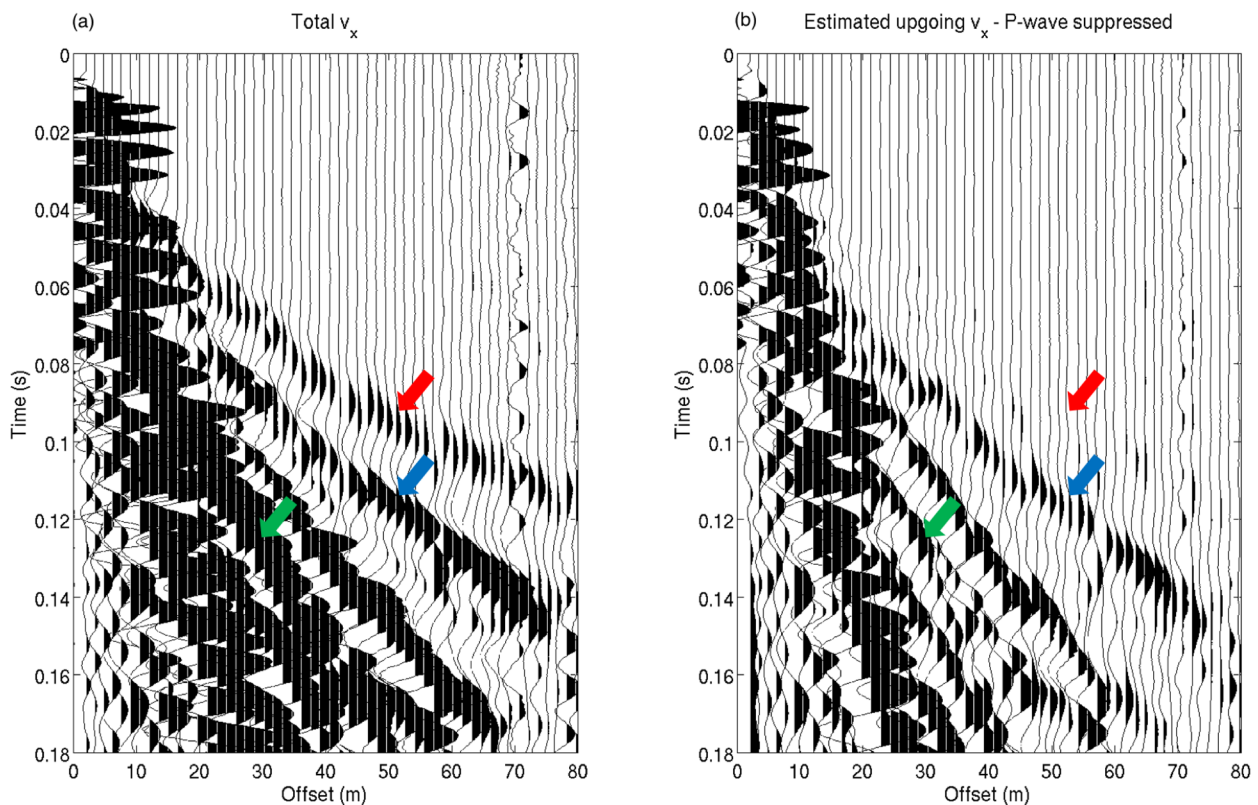 (a) Total v_x
0
0.02
0.04
0.06
0.08
0.1
0.12
0.14
0.16
0.18
Time (s)
0 10 20 30 40 50 60 70 80
Offset (m)
(b) Estimated upgoing v_x - P-wave suppressed
0
0.02
0.04
0.06
0.08
0.1
0.12
0.14
0.16
0.18
Time (s)
0 10 20 30 40 50 60 70 80
Offset (m)